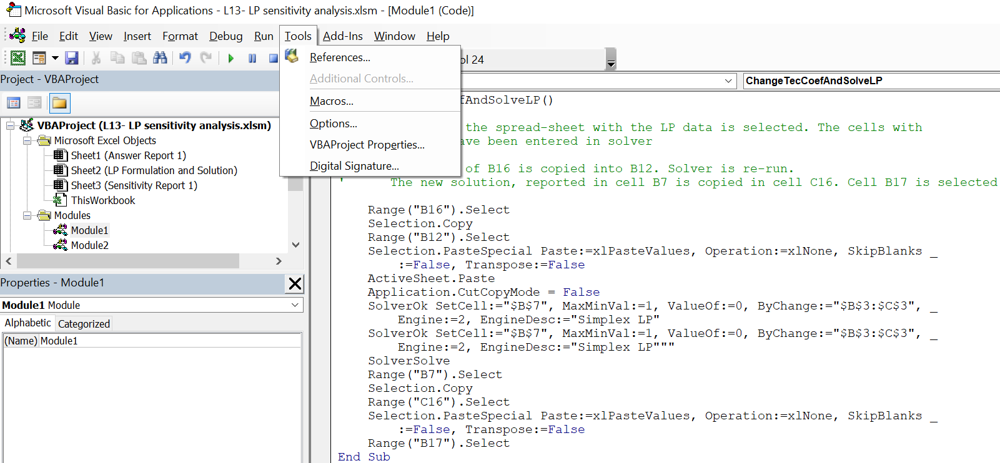 Microsoft Visual Basic for Applications - L13- LP sensitivity analysis.xlsm - [Module1 (Code)]
File Edit View Insert Format Debug Run Tools Add-Ins Window Help
References...
Additional Controls...
Macros...
Options...
VBAProject Properties...
Digital Signature...
ol 24
Project - VBAProject
VBAProject (L13- LP sensitivity analysis.xlsm)
Microsoft Excel Objects
Sheet1 (Answer Report 1)
Sheet2 (LP Formulation and Solution)
Sheet3 (Sensitivity Report 1)
ThisWorkbook
Modules
Module1
Module2
Properties - Module1
Module1 Module
Alphabetic Categorized
(Name) Module1
ChangeTecCoefAndSolveLP
fAndSolveLP()
the spread-sheet with the LP data is selected. The cells with
ave been entered in solver
of B16 is copied into B12. Solver is re-run.
' The new solution, reported in cell B7 is copied in cell C16. Cell B17 is selected
Range("B16").Select
Selection.Copy
Range("B12").Select
Selection.PasteSpecial Paste:=xlPasteValues, Operation:=xlNone, SkipBlanks _
:=False, Transpose:=False
ActiveSheet.Paste
Application.CutCopyMode = False
SolverOk SetCell:="$B$7", MaxMinVal:=1, ValueOf:=0, ByChange:="$B$3:$C$3", _
Engine:=2, EngineDesc:="Simplex LP"
SolverOk SetCell:="$B$7", MaxMinVal:=1, ValueOf:=0, ByChange:="$B$3:$C$3", _
Engine:=2, EngineDesc:="Simplex LP"""
SolverSolve
Range("B7").Select
Selection.Copy
Range("C16").Select
Selection.PasteSpecial Paste:=xlPasteValues, Operation:=xlNone, SkipBlanks _
:=False, Transpose:=False
Range("B17").Select
End Sub